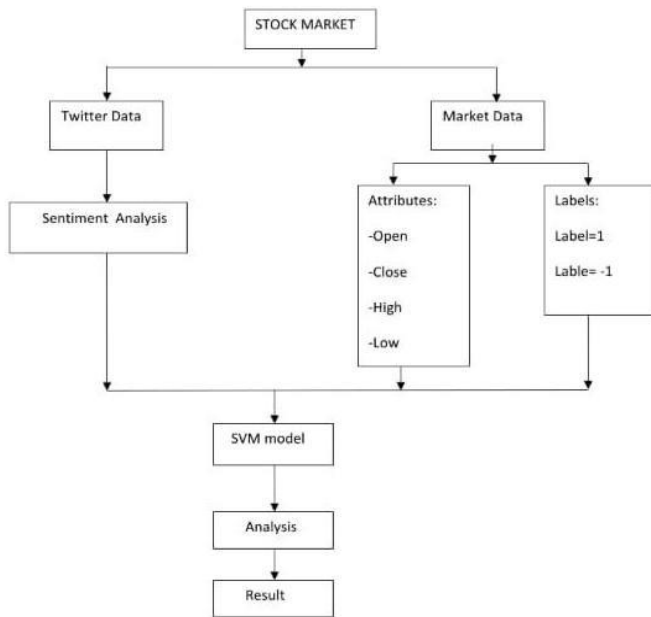 STOCK MARKET
Twitter Data
Market Data
Sentiment Analysis
Attributes:
-Open
-Close
-High
-Low
Labels:
Label=1
Lable= -1
SVM model
Analysis
Result